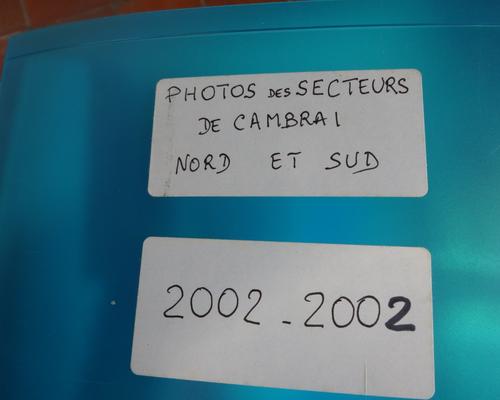 PHOTOS DES SECTEURS
DE CAMBRAI
NORD ET SUD
2002-2002